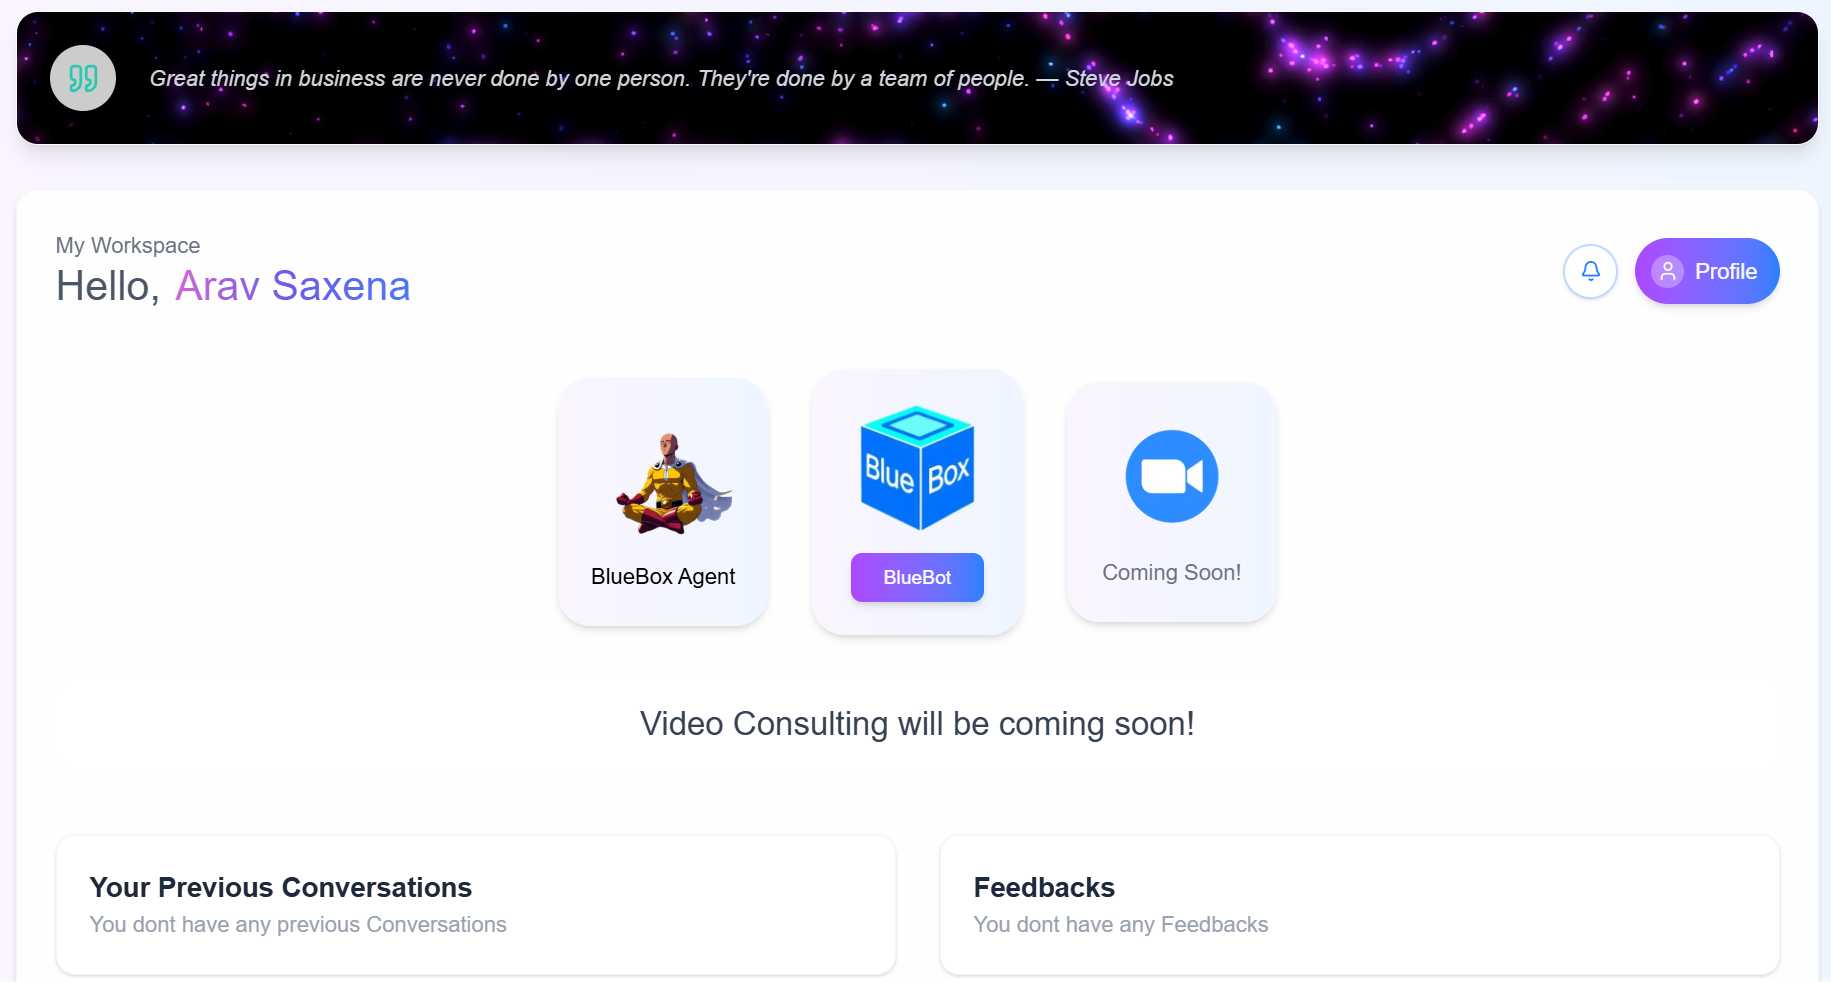 Great things in business are never done by one person. They're done by a team of people. — Steve Jobs
My Workspace
Hello, Arav Saxena
Profile
Blue Box
BlueBox Agent
BlueBot
Coming Soon!
Video Consulting will be coming soon!
Your Previous Conversations
You dont have any previous Conversations
Feedbacks
You dont have any Feedbacks